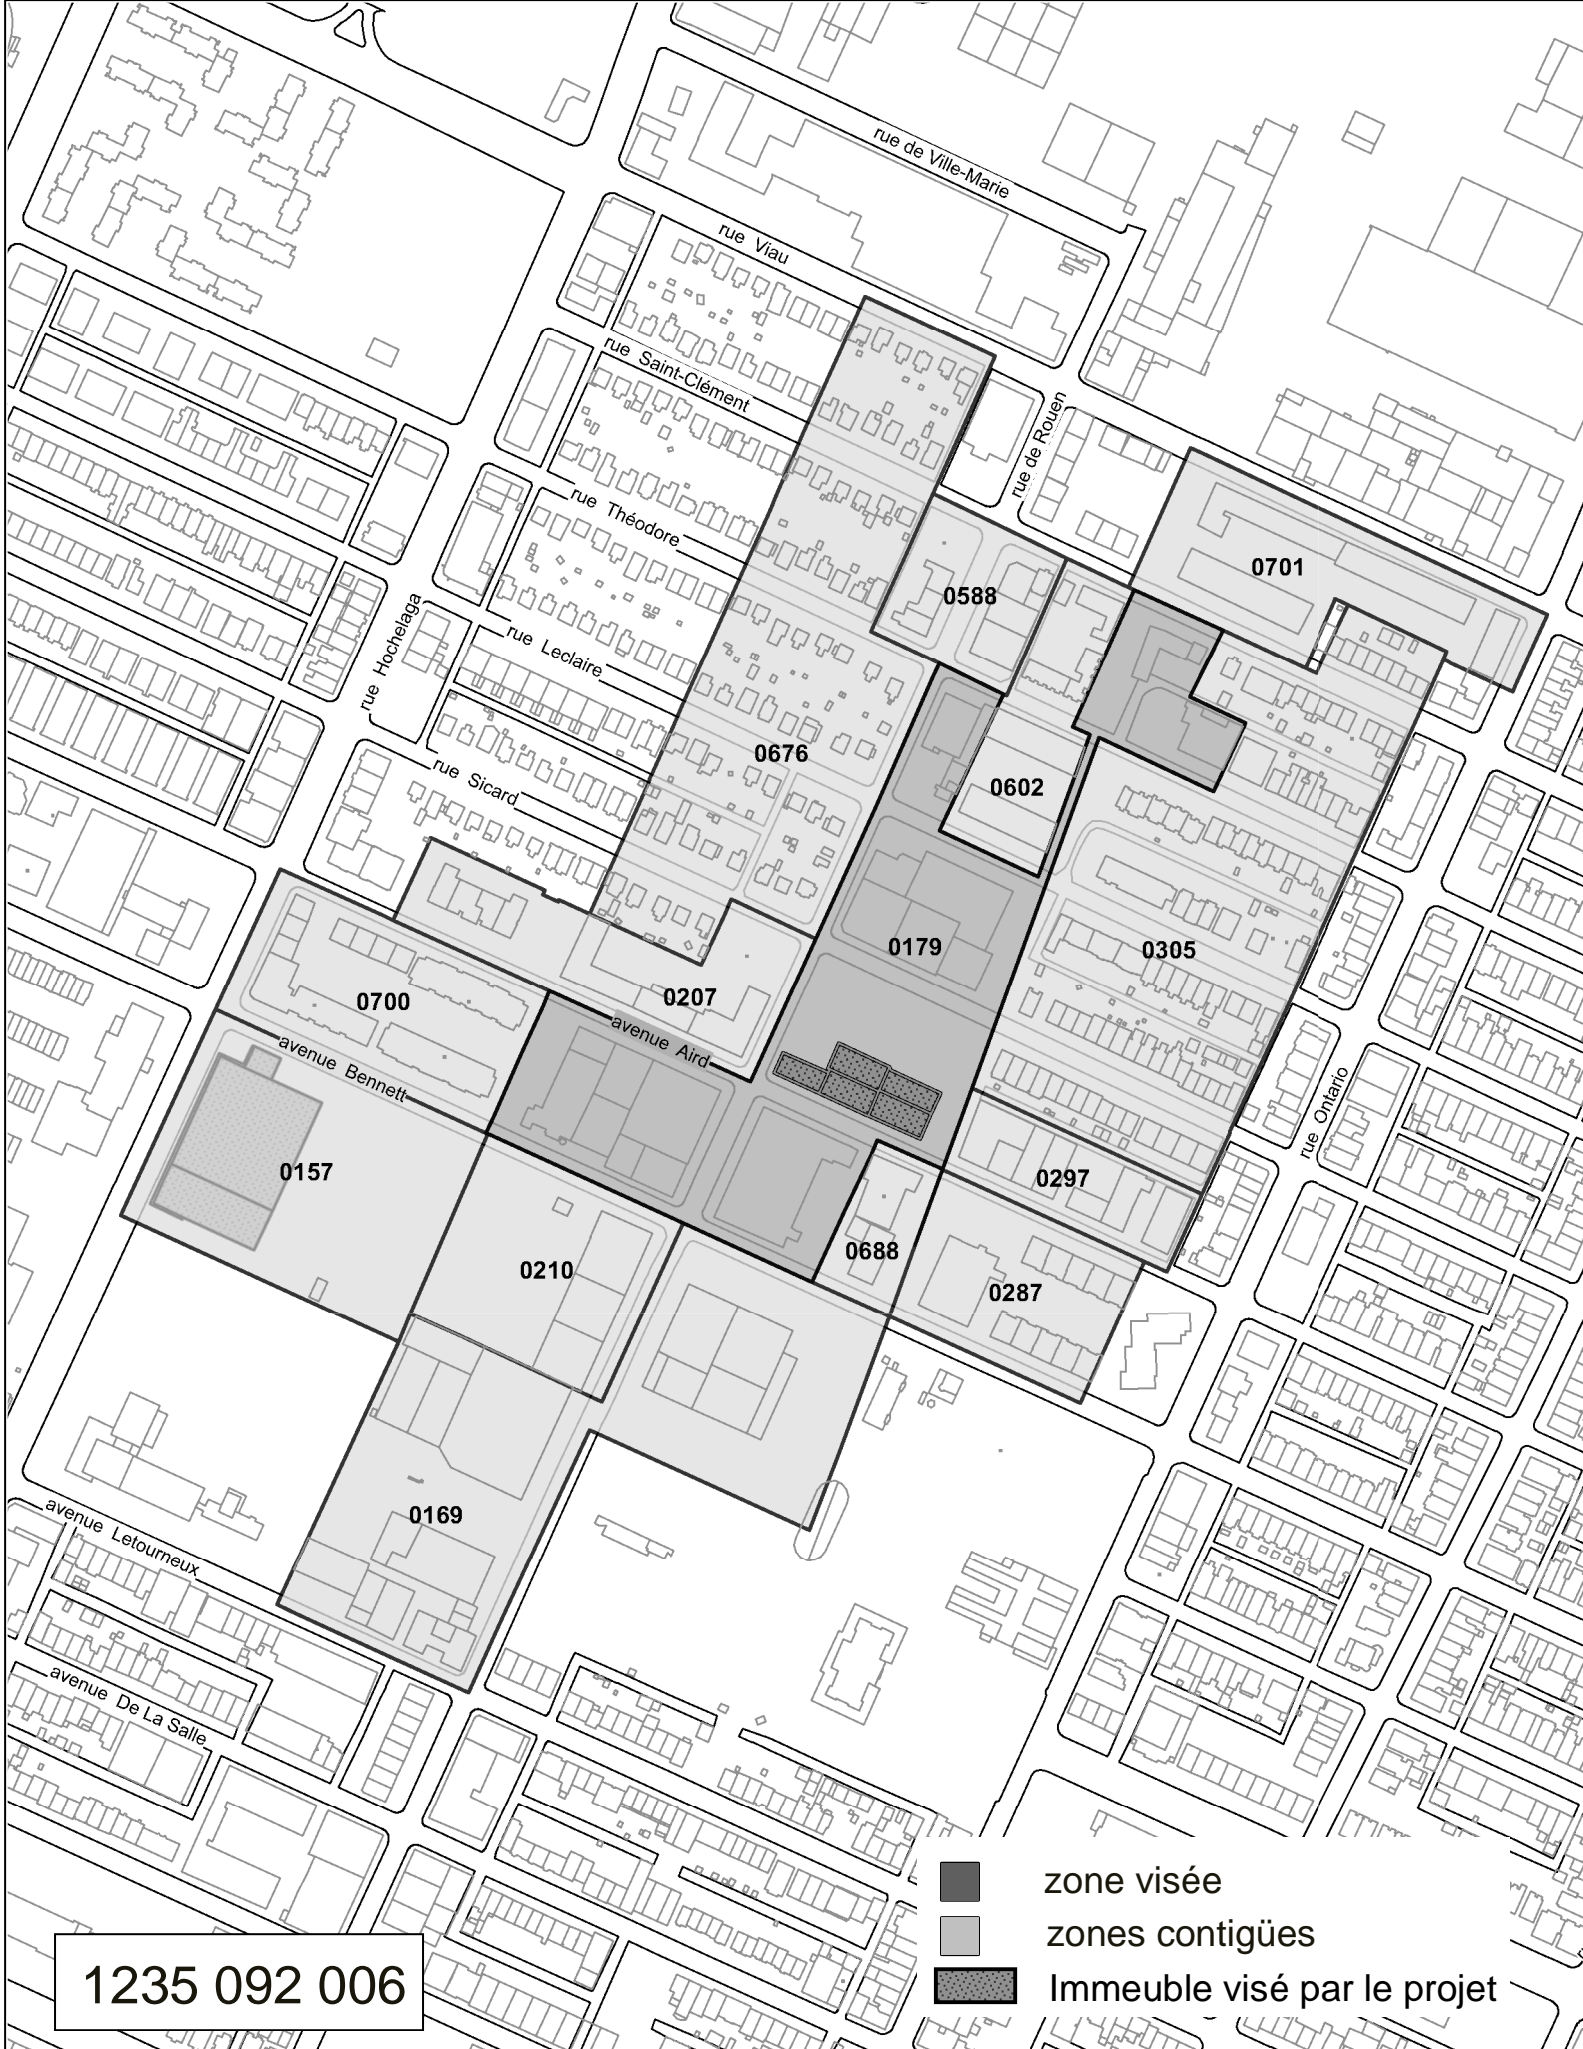 rue de Ville-Marie
rue Viau
rue Saint-Clément
rue de Rouen
rue Théodore
0701
0588
rue Hochelaga
rue Leclaire
0676
0602
rue Sicard
0179
0305
0700
0207
avenue Aird
avenue Bennett
rue Ontario
0157
0297
0688
0210
0287
0169
avenue Letourneux
avenue De La Salle
zone visée
zones contigües
Immeuble visé par le projet
1235 092 006